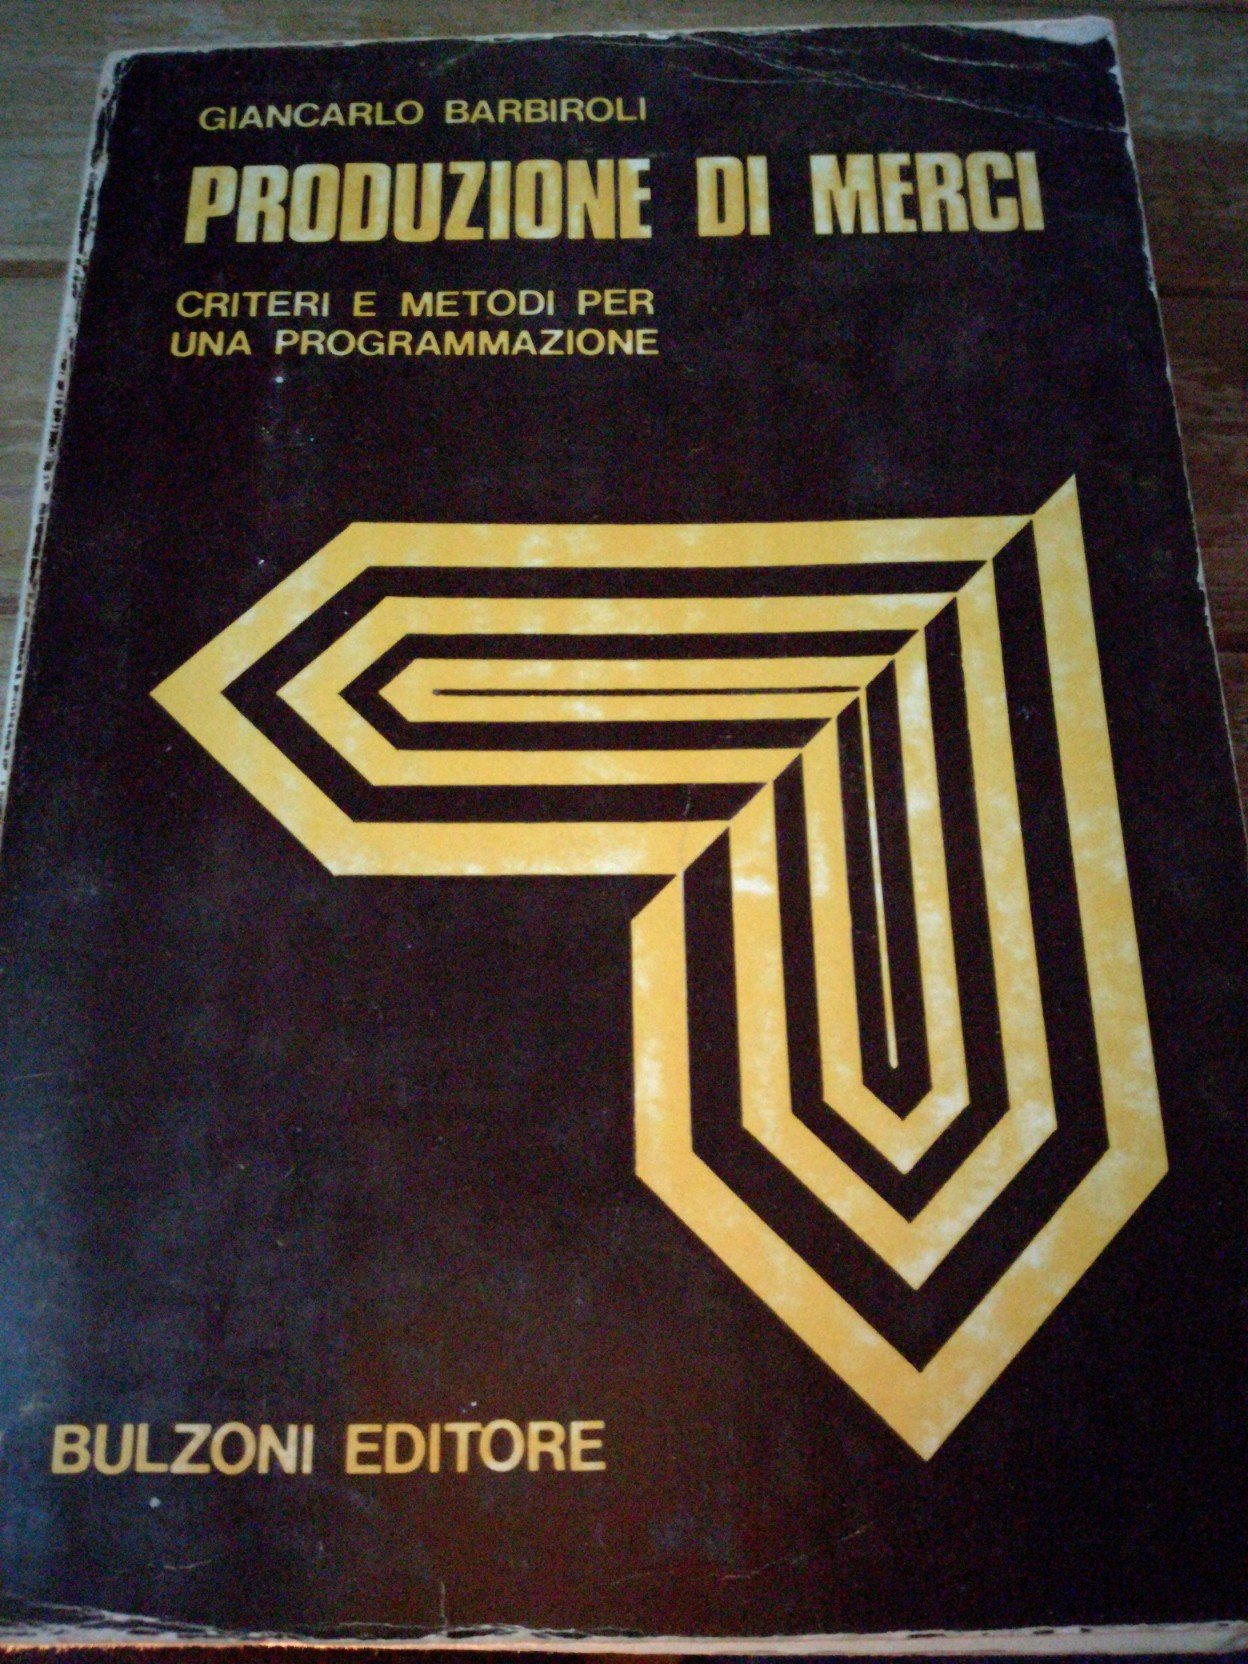 GIANCARLO BARBIROLI
PRODUZIONE DI MERCI
CRITERI E METODI PER
UNA PROGRAMMAZIONE
BULZONI EDITORE